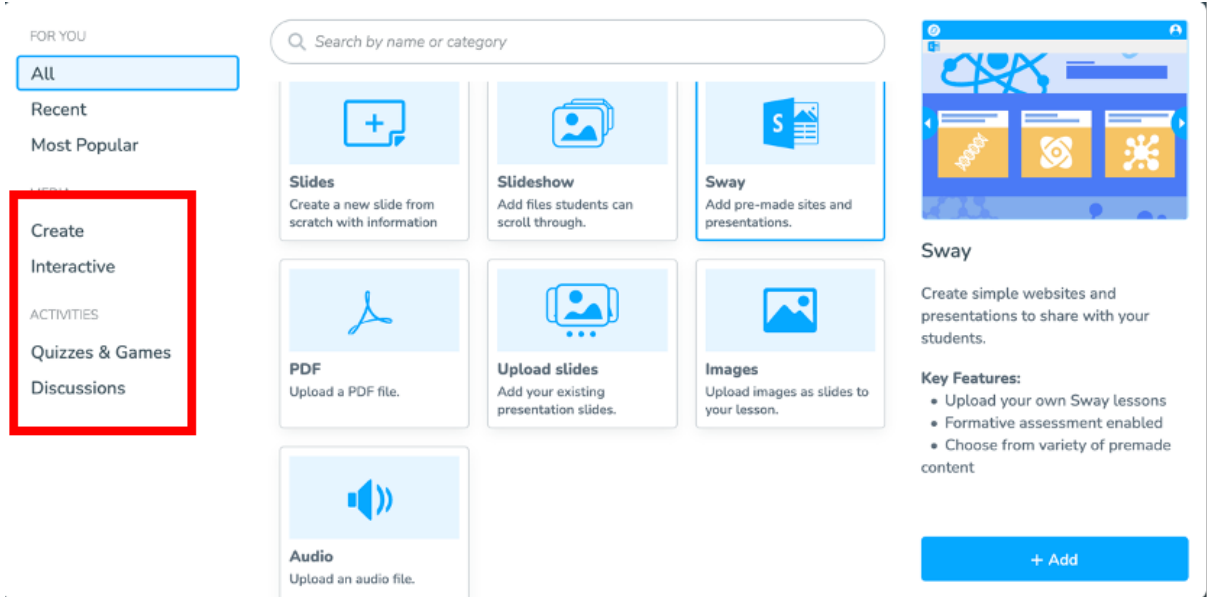 FOR YOU
All
Recent
Most Popular
Create
Interactive
ACTIVITIES
Quizzes & Games
Discussions
Search by name or category
Slides
Create a new slide from
scratch with information
Slideshow
Add files students can
scroll through.
S
Sway
Add pre-made sites and
presentations.
PDF
Upload a PDF file.
Upload slides
Add your existing
presentation slides.
Images
Upload images as slides to
your lesson.
Audio
Upload an audio file.
Sway
Create simple websites and
presentations to share with your
students.
Key Features:
• Upload your own Sway lessons
• Formative assessment enabled
• Choose from variety of premade
content
+ Add